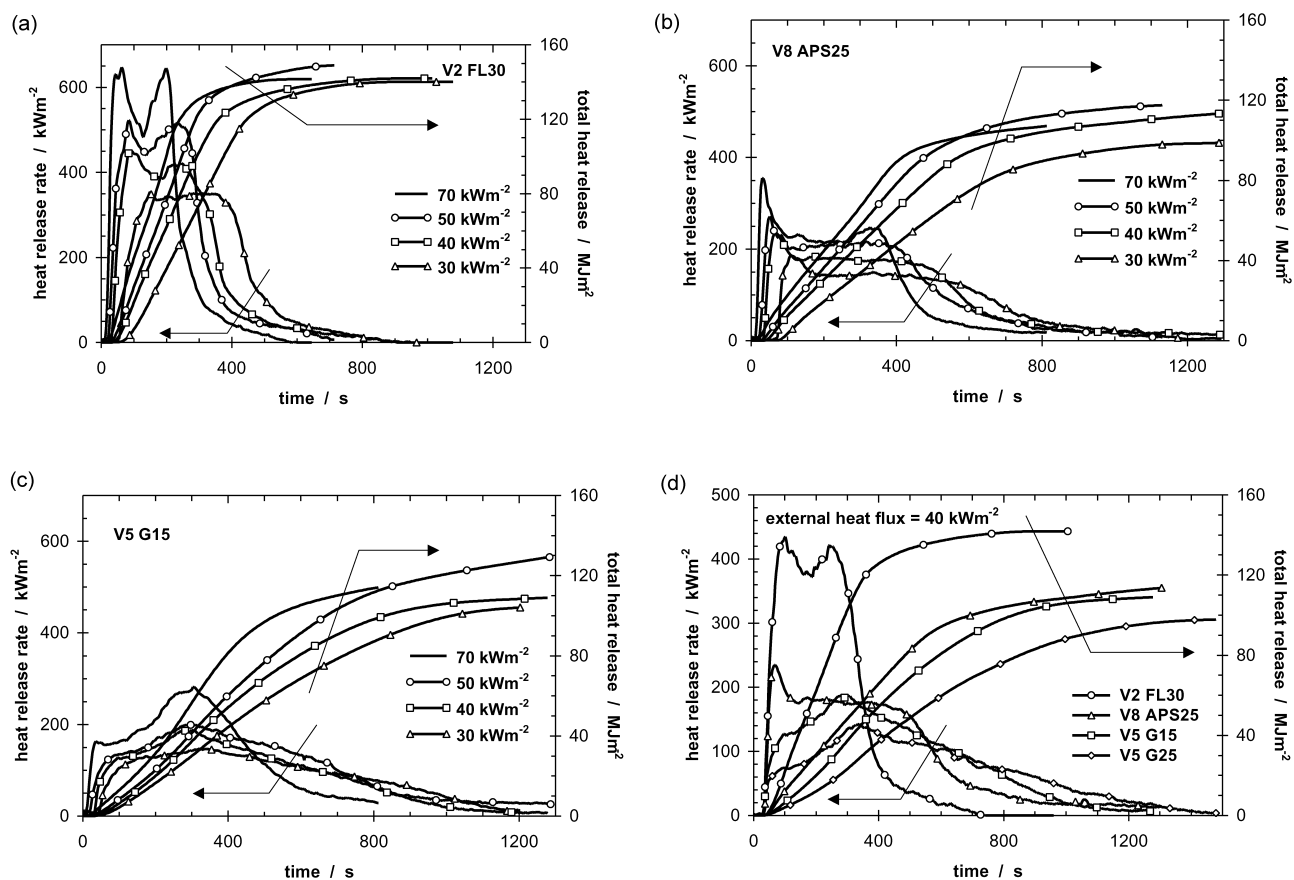 (a)
V2 FL30
heat release rate / kWm-2
600
400
200
0
160
120
80
40
0
total heat release / MJm-2
70 kWm-2
50 kWm-2
40 kWm-2
30 kWm-2
0
400
800
1200
time / s
(b)
V8 APS25
heat release rate / kWm-2
600
400
200
0
160
120
80
40
0
total heat release / MJm-2
70 kWm-2
50 kWm-2
40 kWm-2
30 kWm-2
0
400
800
1200
time / s
(c)
V5 G15
heat release rate / kWm-2
600
400
200
0
160
120
80
40
0
total heat release / MJm-2
70 kWm-2
50 kWm-2
40 kWm-2
30 kWm-2
0
400
800
1200
time / s
(d)
external heat flux = 40 kWm-2
heat release rate / kWm-2
500
400
300
200
100
0
160
120
80
40
0
total heat release / MJm-2
V2 FL30
V8 APS25
V5 G15
V5 G25
0
400
800
1200
time / s